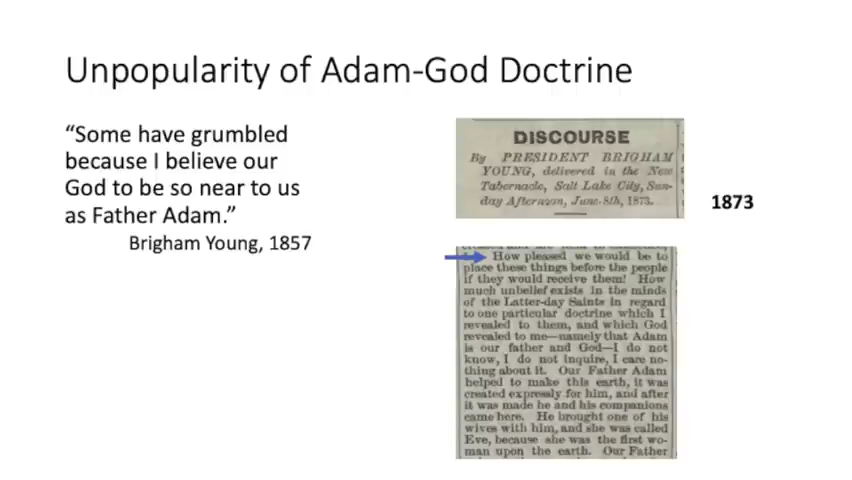 Unpopularity of Adam-God Doctrine
“Some have grumbled
because I believe our
God to be so near to us
as Father Adam.”
Brigham Young, 1857
DISCOURSE
By PRESIDENT BRIGHAM
YOUNG, delivered in the New
Tabernacle, Salt Lake City, Sun-
day Afternoon, June 8th, 1873.
1873
How pleased we would be to
place these things before the people
if they would receive them! How
much unbelief exists in the minds
of the Latter-day Saints in regard
to one particular doctrine which I
revealed to them, and which God
revealed to me—namely that Adam
is our father and God—I do not
know, I do not inquire, I care no-
thing about it. Our Father Adam
helped to make this earth, it was
created expressly for him, and after
it was made he and his companions
came here. He brought one of his
wives with him, and she was called
Eve, because she was the first wo-
man upon the earth. Our Father